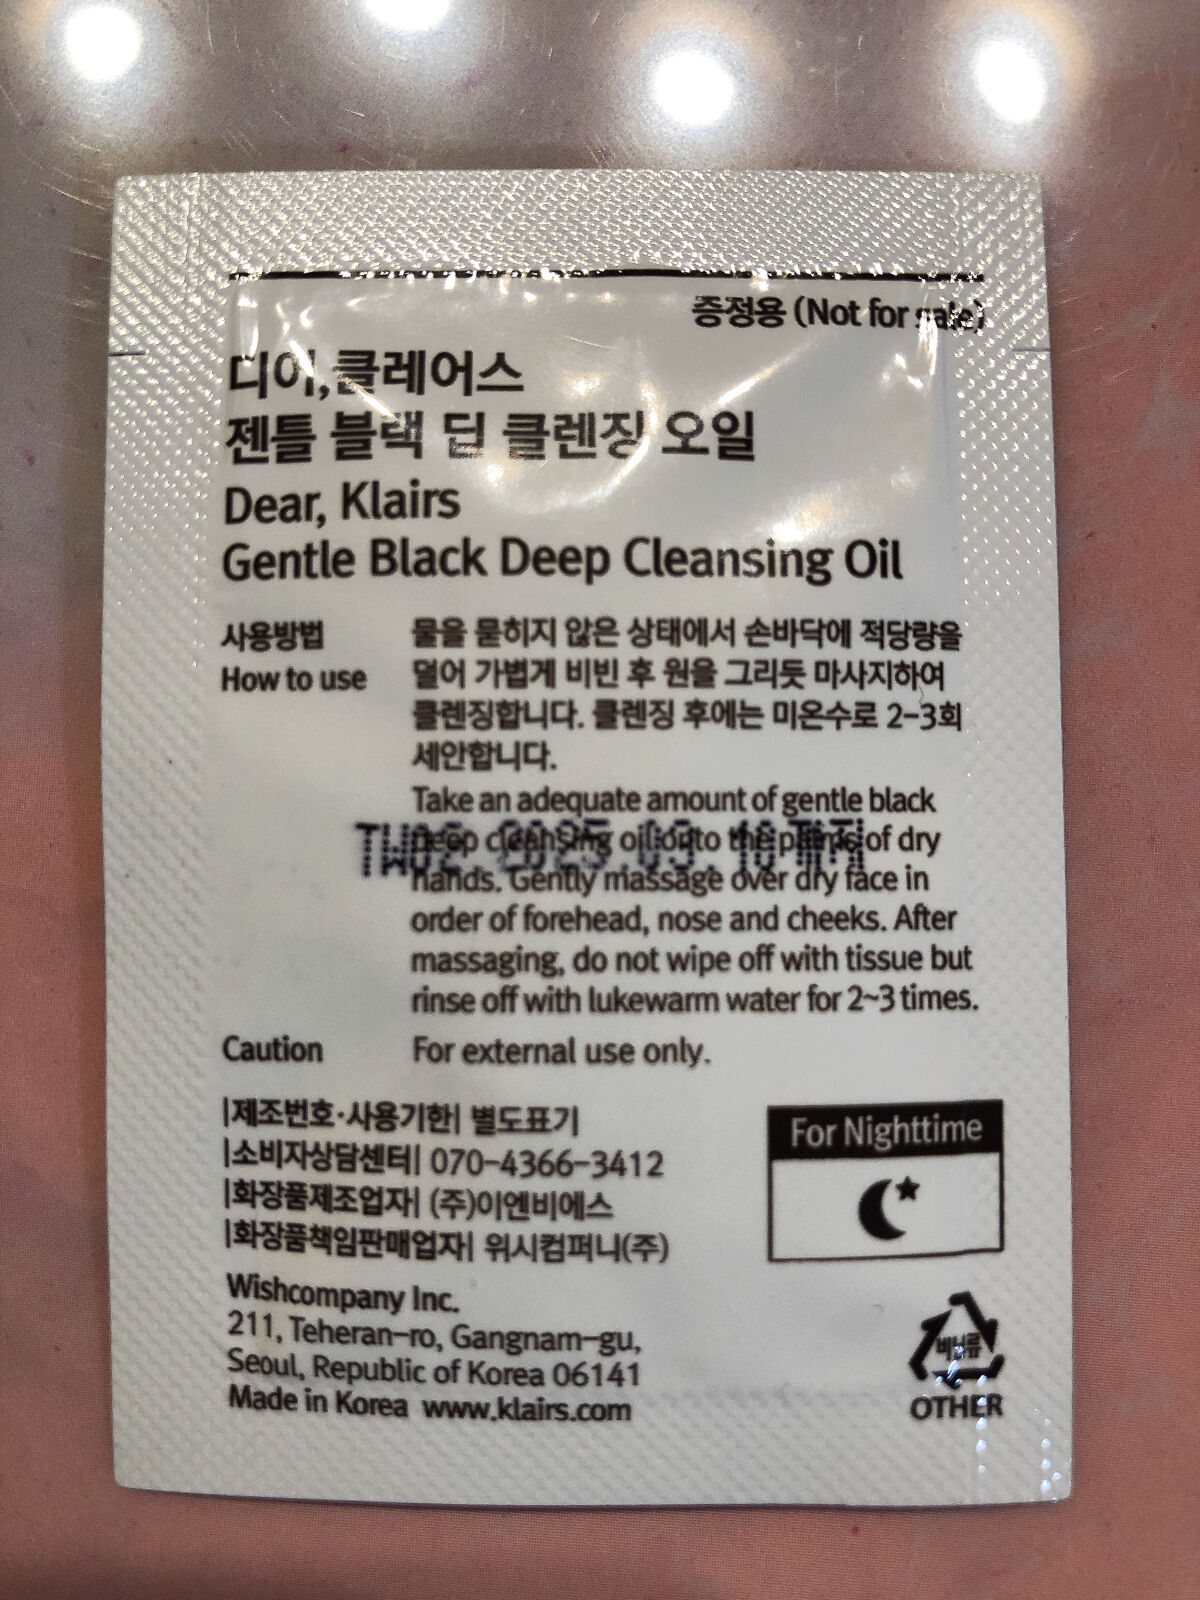 증정용 (Not for sale)
디어,클레어스
젠틀 블랙 딥 클렌징 오일
Dear, Klairs
Gentle Black Deep Cleansing Oil
사용방법
How to use
물을 묻히지 않은 상태에서 손바닥에 적당량을
덜어 가볍게 비빈 후 원을 그리듯 마사지하여
클렌징합니다. 클렌징 후에는 미온수로 2-3회
세안합니다.
Take an adequate amount of gentle black
deep cleansing oil onto the palms of dry
hands. Gently massage over dry face in
order of forehead, nose and cheeks. After
massaging, do not wipe off with tissue but
rinse off with lukewarm water for 2~3 times.
Caution For external use only.
|제조번호·사용기한| 별도표기
|소비자상담센터| 070-4366-3412
|화장품제조업자| (주)이엔비에스
|화장품책임판매업자| 위시컴퍼니(주)
Wishcompany Inc.
211, Teheran-ro, Gangnam-gu,
Seoul, Republic of Korea 06141
Made in Korea www.klairs.com
For Nighttime
비닐류
OTHER